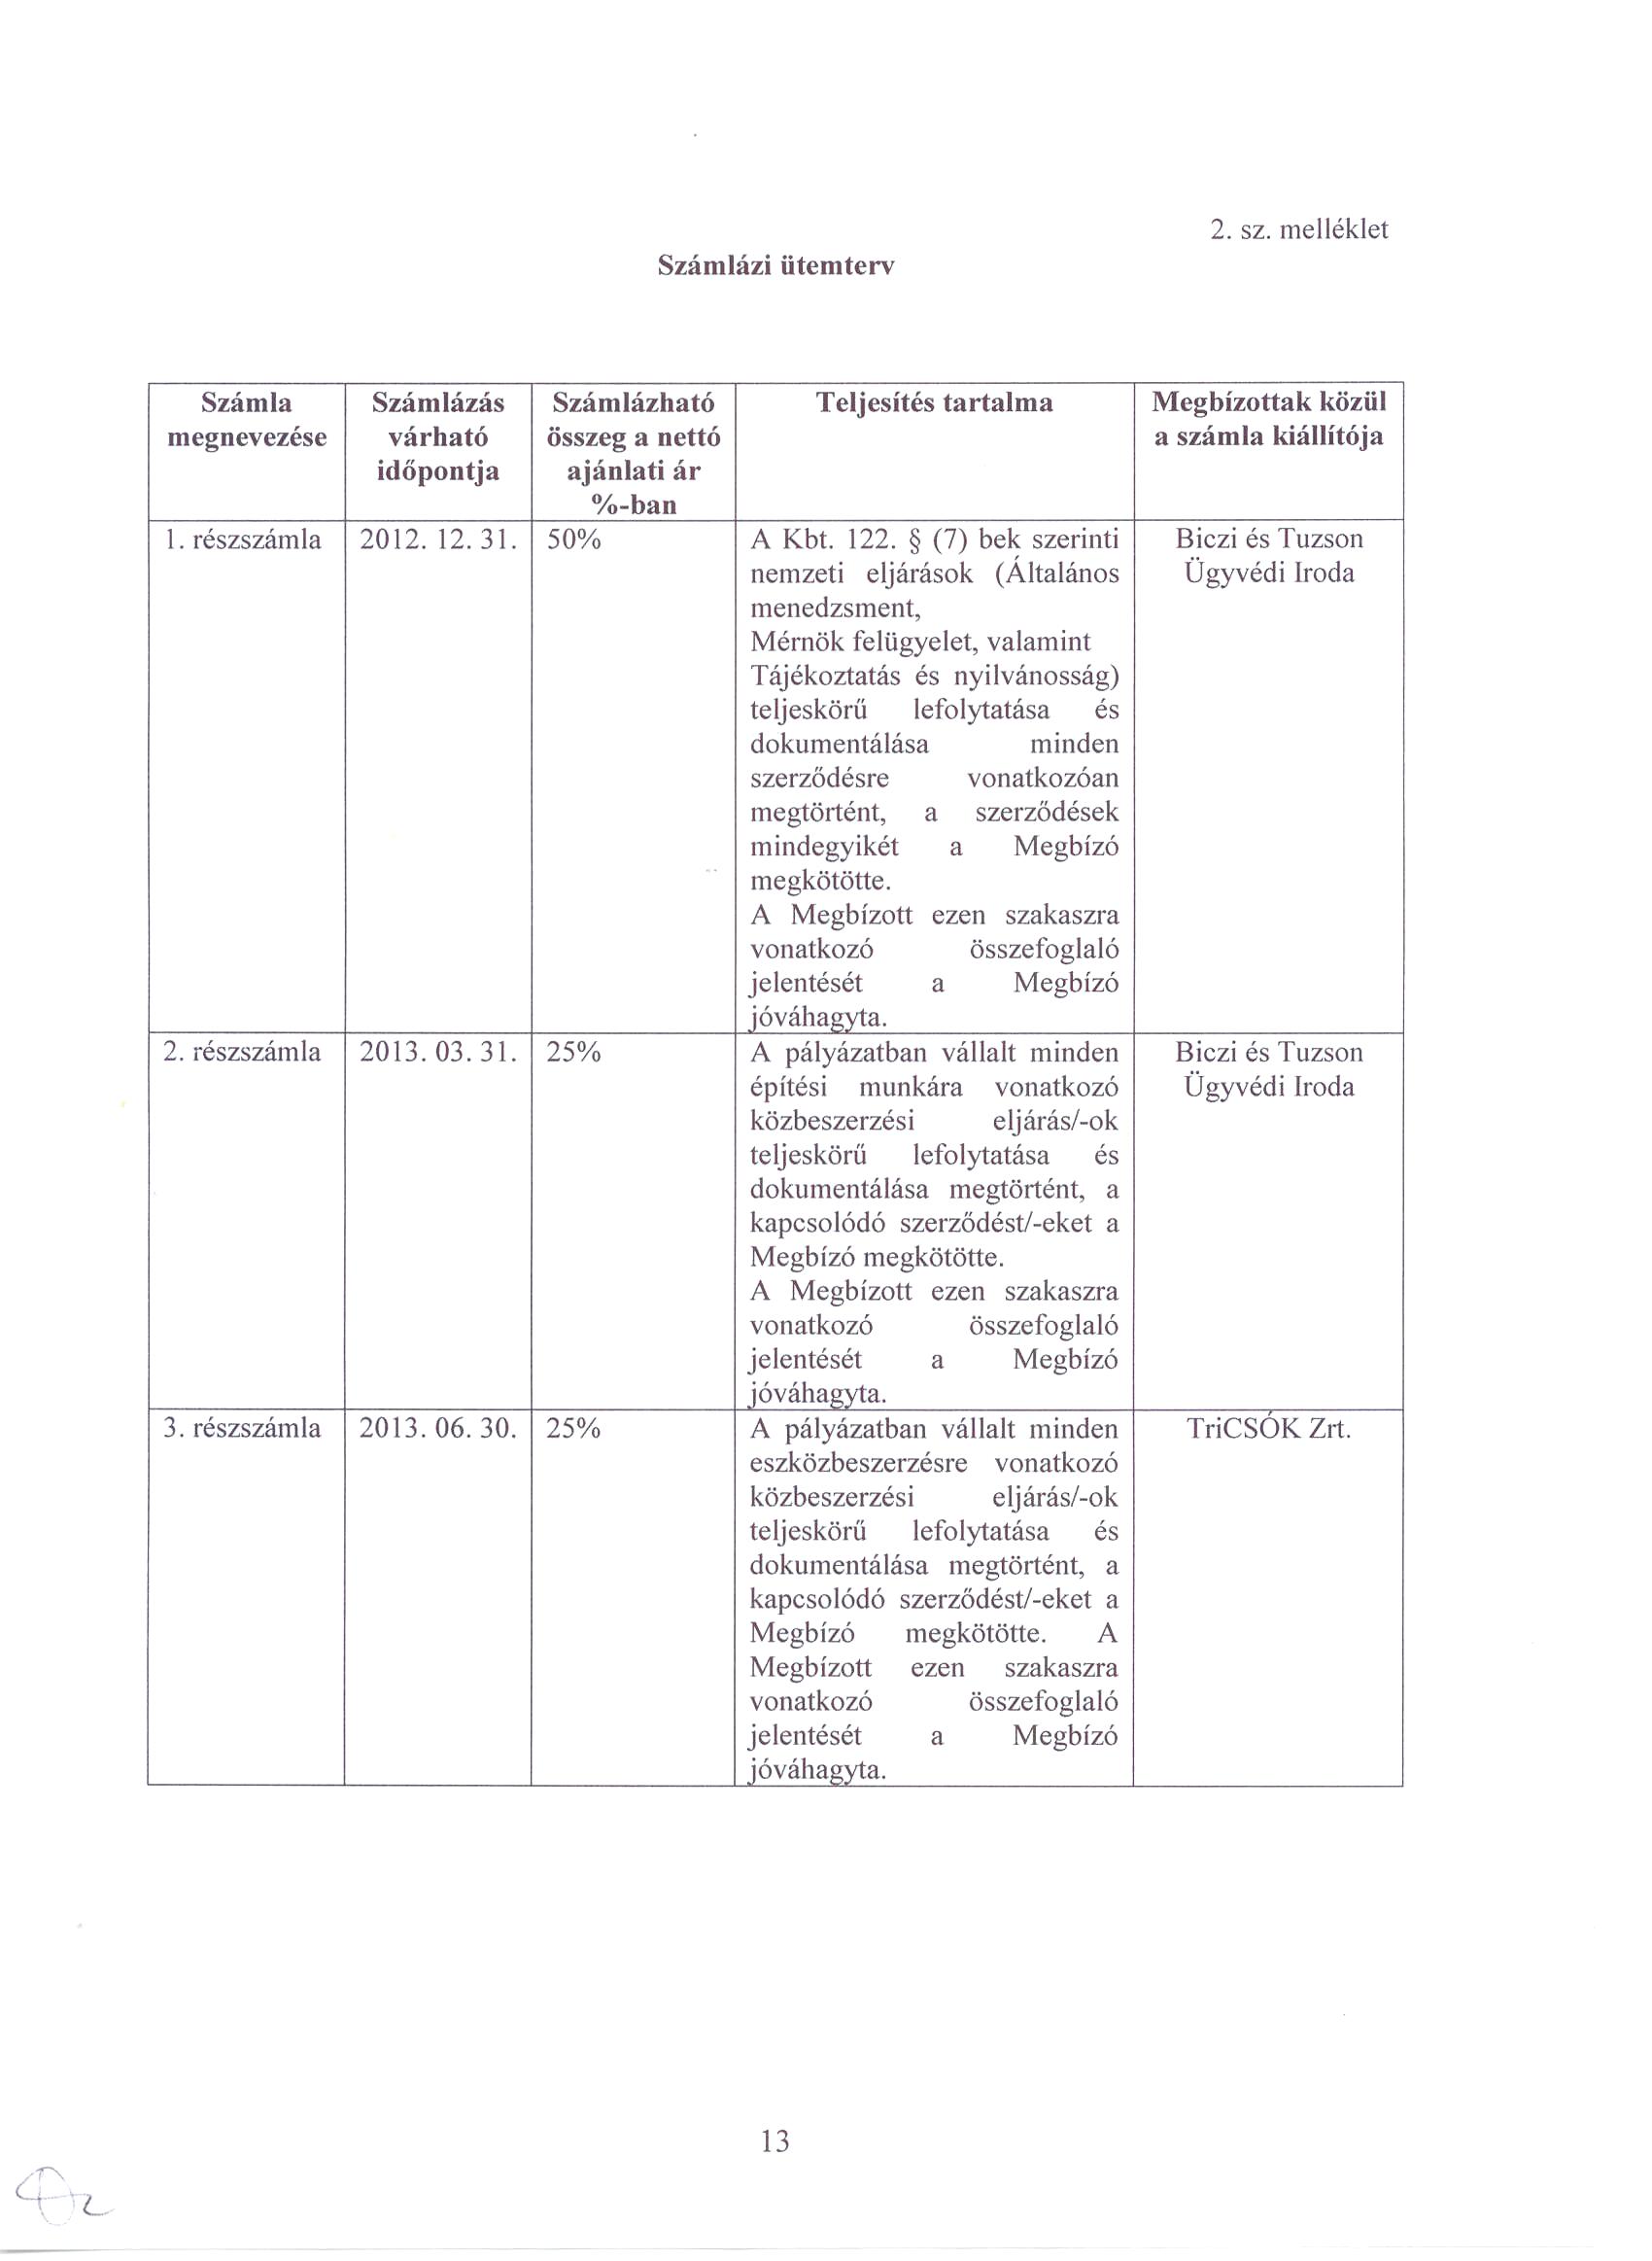 2. sz. melléklet
Számlázi ütemterv
Számla megnevezése
Számlázás várható időpontja
Számlázható összeg a nettó ajánlati ár %-ban
Teljesítés tartalma
Megbízottak közül a számla kiállítója
1. részszámla
2012. 12. 31.
50%
A Kbt. 122. § (7) bek szerinti
nemzeti eljárások (Általános
menedzsment,
Mérnök felügyelet, valamint
Tájékoztatás és nyilvánosság)
teljeskörű lefolytatása és
dokumentálása minden
szerződésre vonatkozóan
megtörtént, a szerződések
mindegyikét a Megbízó
megkötötte.
A Megbízott ezen szakaszra
vonatkozó összefoglaló
jelentését a Megbízó
jóváhagyta.
Biczi és Tuzson
Ügyvédi Iroda
2. részszámla
2013. 03. 31.
25%
A pályázatban vállalt minden
építési munkára vonatkozó
közbeszerzési eljárás/-ok
teljeskörű lefolytatása és
dokumentálása megtörtént, a
kapcsolódó szerződést/-eket a
Megbízó megkötötte.
A Megbízott ezen szakaszra
vonatkozó összefoglaló
jelentését a Megbízó
jóváhagyta.
Biczi és Tuzson
Ügyvédi Iroda
3. részszámla
2013. 06. 30.
25%
A pályázatban vállalt minden
eszközbeszerzésre vonatkozó
közbeszerzési eljárás/-ok
teljeskörű lefolytatása és
dokumentálása megtörtént, a
kapcsolódó szerződést/-eket a
Megbízó megkötötte. A
Megbízott ezen szakaszra
vonatkozó összefoglaló
jelentését a Megbízó
jóváhagyta.
TriCSÓK Zrt.
13